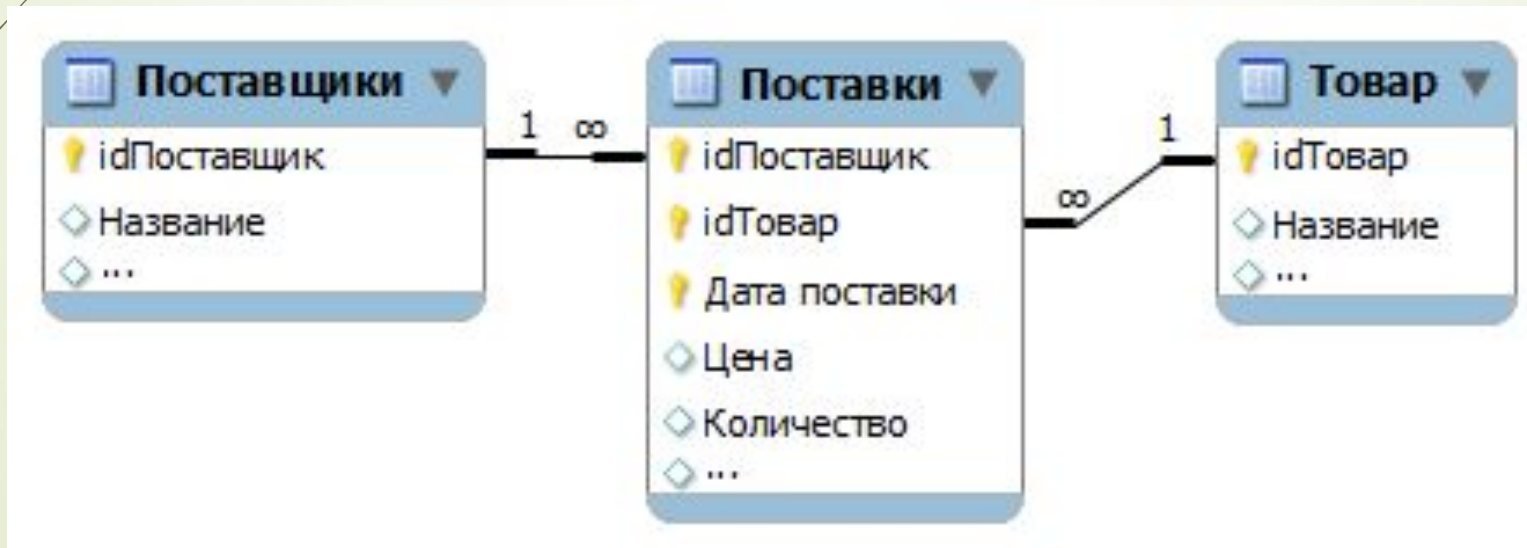 Поставщики
idПоставщик
Название
...
1 ∞
Поставки
idПоставщик
idТовар
Дата поставки
Цена
Количество
...
∞ 1
Товар
idТовар
Название
...